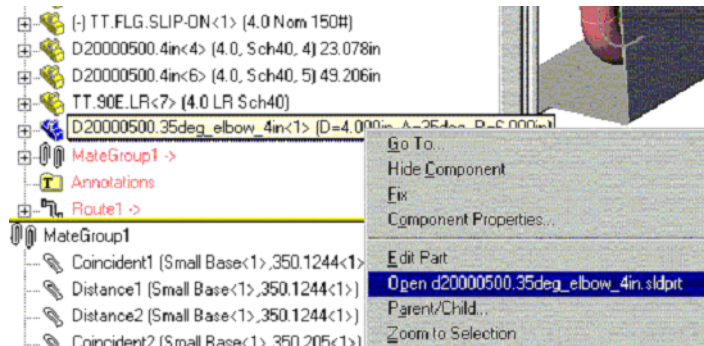 (-) TT.FLG.SLIP-ON<1> (4.0 Nom 150#)
D20000500.4in<4> (4.0, Sch40, 4) 23.078in
D20000500.4in<6> (4.0, Sch40, 5) 49.206in
TT.90E.LR<7> (4.0 LR Sch40)
D20000500.35deg_elbow_4in<1> (D=4.000in, A=35deg, R=6.000in)
MateGroup1 ->
Annotations
Route1 ->
MateGroup1
Coincident1 (Small Base<1>,350.1244<1>
Distance1 (Small Base<1>,350.1244<1>)
Distance2 (Small Base<1>,350.1244<1>)
Coincident2 (Small Base<1>,350.205<1>)
Go To...
Hide Component
Fix
Component Properties...
Edit Part
Open d20000500.35deg_elbow_4in.sldprt
Parent/Child...
Zoom to Selection